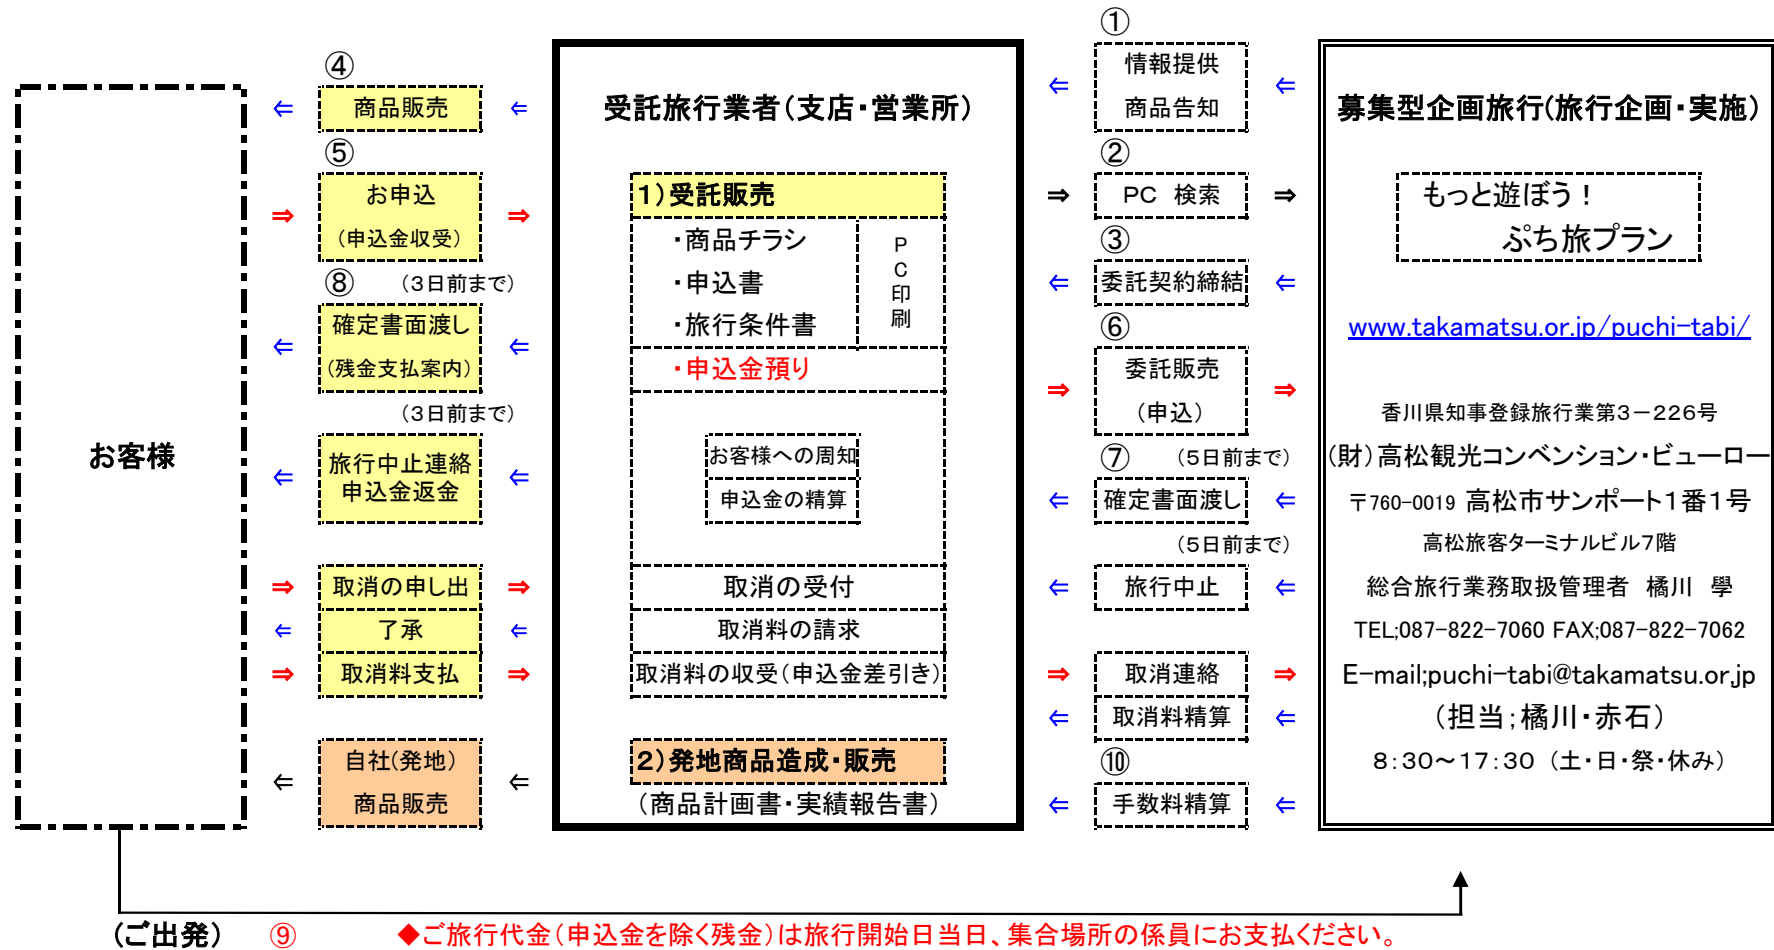 お客様
④
⇐ 商品販売 ⇐
⑤
⇒ お申込 ⇒
(申込金収受)
⑧ (3日前まで)
⇐ 確定書面渡し ⇐
(残金支払案内)
(3日前まで)
⇐ 旅行中止連絡 ⇐
申込金返金
⇒ 取消の申し出 ⇒
⇐ 了承 ⇐
⇒ 取消料支払 ⇒
⇐ 自社(発地) ⇐
商品販売
受託旅行業者(支店・営業所)
1)受託販売
・商品チラシ
・申込書
・旅行条件書
PC印刷
・申込金預り
お客様への周知
申込金の精算
取消の受付
取消料の請求
取消料の収受(申込金差引き)
2)発地商品造成・販売
(商品計画書・実績報告書)
①
⇐ 情報提供 ⇐
商品告知
②
⇒ PC 検索 ⇒
③
⇐ 委託契約締結 ⇐
⑥
⇒ 委託販売 ⇒
(申込)
⑦ (5日前まで)
⇐ 確定書面渡し ⇐
(5日前まで)
⇐ 旅行中止 ⇐
⇒ 取消連絡 ⇒
⇐ 取消料精算 ⇐
⑩
⇐ 手数料精算 ⇐
募集型企画旅行(旅行企画・実施)
もっと遊ぼう!
ぷち旅プラン
www.takamatsu.or.jp/puchi-tabi/
香川県知事登録旅行業第3-226号
(財)高松観光コンベンション・ビューロー
〒760-0019 高松市サンポート1番1号
高松旅客ターミナルビル7階
総合旅行業務取扱管理者 橘川 學
TEL;087-822-7060 FAX;087-822-7062
E-mail;puchi-tabi@takamatsu.or.jp
(担当;橘川・赤石)
8:30~17:30 (土・日・祭・休み)
(ご出発) ⑨ ◆ご旅行代金(申込金を除く残金)は旅行開始日当日、集合場所の係員にお支払ください。